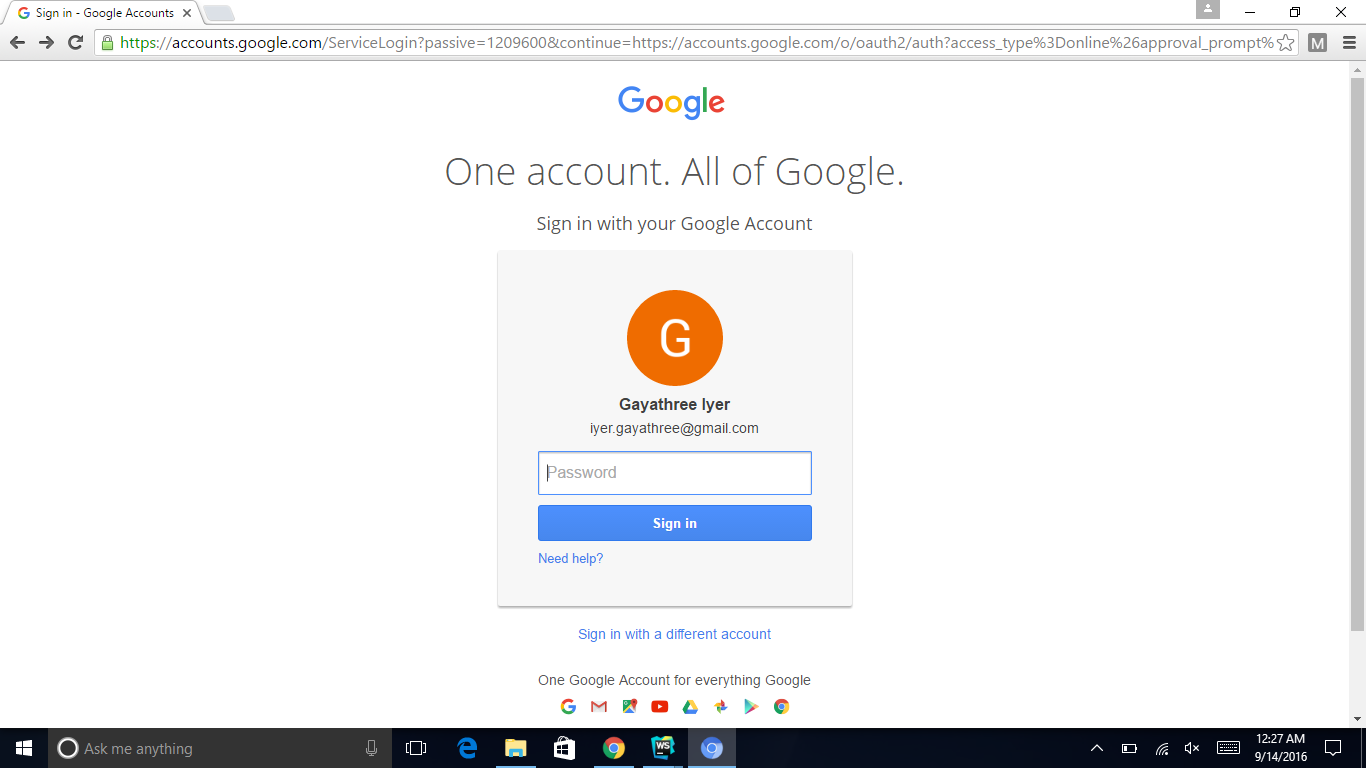 Sign in - Google Accounts
https://accounts.google.com/ServiceLogin?passive=1209600&continue=https://accounts.google.com/o/oauth2/auth?access_type%3Donline%26approval_prompt%
M
Google
One account. All of Google.
Sign in with your Google Account
G
Gayathree Iyer
iyer.gayathree@gmail.com
Password
Sign in
Need help?
Sign in with a different account
One Google Account for everything Google
Ask me anything
WS
12:27 AM
9/14/2016